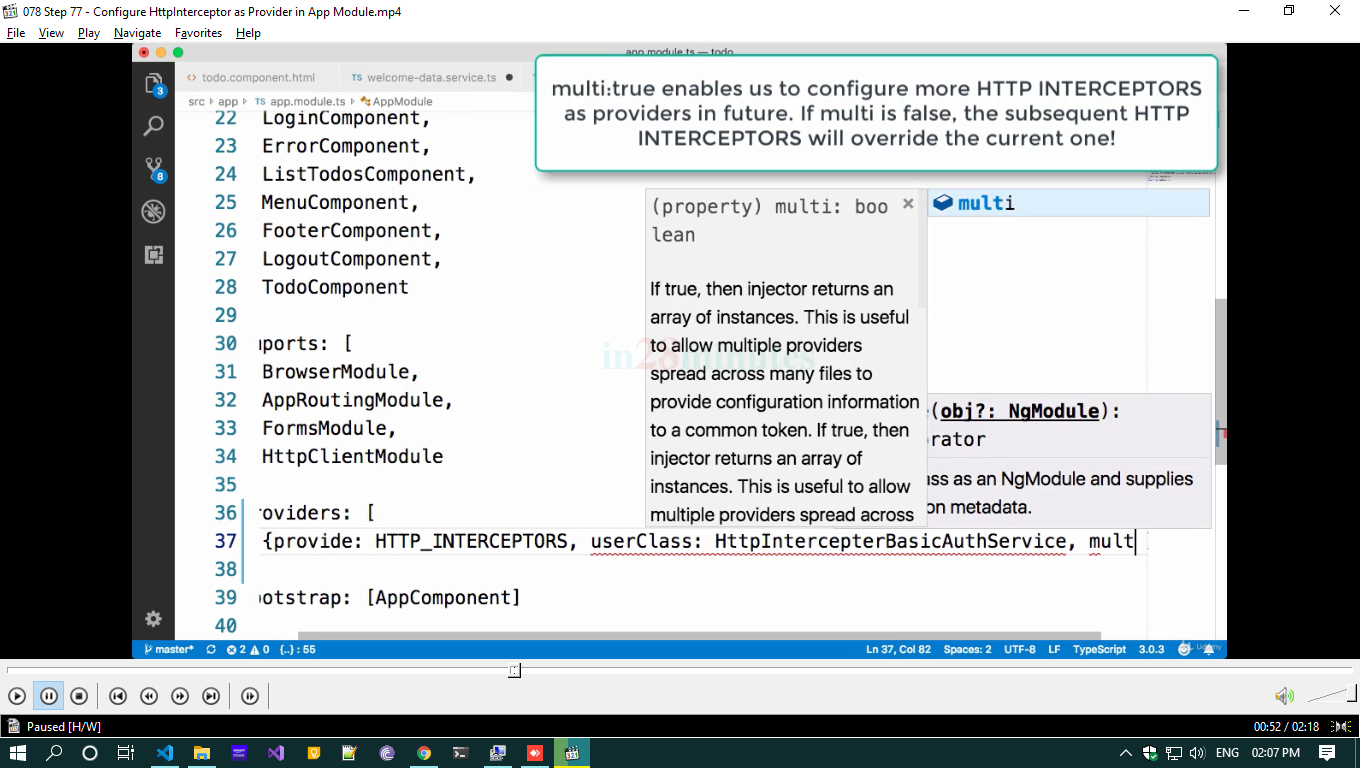 078 Step 77 - Configure HttpInterceptor as Provider in App Module.mp4
File View Play Navigate Favorites Help
app.module.ts — todo
todo.component.html TS welcome-data.service.ts
src app TS app.module.ts AppModule
multi:true enables us to configure more HTTP INTERCEPTORS
as providers in future. If multi is false, the subsequent HTTP
INTERCEPTORS will override the current one!
22 LoginComponent,
23 ErrorComponent,
24 ListTodosComponent,
25 MenuComponent,
26 FooterComponent,
27 LogoutComponent,
28 TodoComponent
29
30 ports: [
31 BrowserModule,
32 AppRoutingModule,
33 FormsModule,
34 HttpClientModule
35
36 roviders: [
37 {provide: HTTP_INTERCEPTORS, userClass: HttpIntercepterBasicAuthService, mult
38
39 otstrap: [AppComponent]
40
(property) multi: boo
lean
If true, then injector returns an
array of instances. This is useful
to allow multiple providers
spread across many files to
provide configuration information
to a common token. If true, then
injector returns an array of
instances. This is useful to allow
multiple providers spread across
multi
(obj?: NgModule):
rator
ass as an NgModule and supplies
on metadata.
in28minutes
3
8
master* 2 0 {..} : 55 Ln 37, Col 82 Spaces: 2 UTF-8 LF TypeScript 3.0.3
Udemy
Paused [H/W] 00:52 / 02:18
ENG 02:07 PM